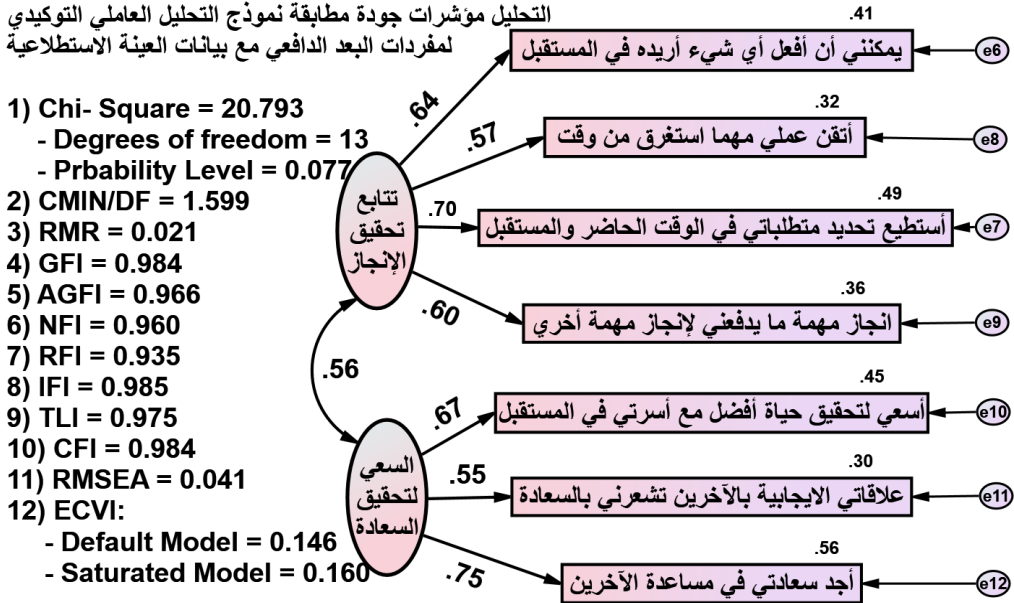 التحليل مؤشرات جودة مطابقة نموذج التحليل العاملي التوكيدي
لمفردات البعد الدافعي مع بيانات العينة الاستطلاعية
1) Chi- Square = 20.793
- Degrees of freedom = 13
- Prbability Level = 0.077
2) CMIN/DF = 1.599
3) RMR = 0.021
4) GFI = 0.984
5) AGFI = 0.966
6) NFI = 0.960
7) RFI = 0.935
8) IFI = 0.985
9) TLI = 0.975
10) CFI = 0.984
11) RMSEA = 0.041
12) ECVI:
- Default Model = 0.146
- Saturated Model = 0.160
تتابع
تحقيق
الإنجاز
.56
السعي
لتحقيق
السعادة
.64
.41
يمكنني أن أفعل أي شيء أريده في المستقبل
e6
.57
.32
أتقن عملي مهما استغرق من وقت
e8
.70
.49
أستطيع تحديد متطلباتي في الوقت الحاضر والمستقبل
e7
.60
.36
انجاز مهمة ما يدفعني لإنجاز مهمة أخري
e9
.67
.45
أسعي لتحقيق حياة أفضل مع أسرتي في المستقبل
e10
.55
.30
علاقاتي الايجابية بالآخرين تشعرني بالسعادة
e11
.75
.56
أجد سعادتي في مساعدة الآخرين
e12